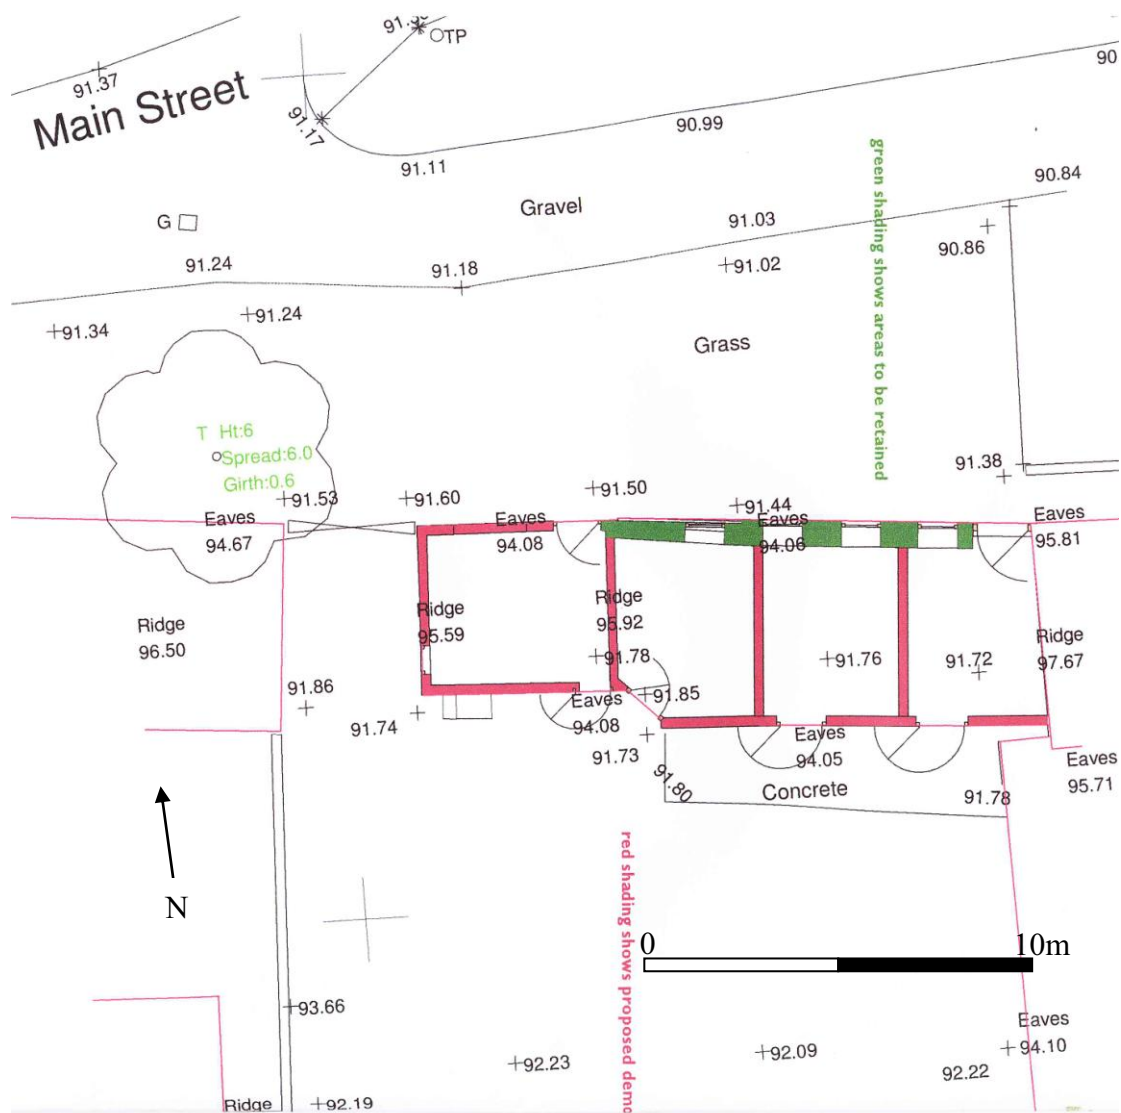 91.37
Main Street
TP
91.17
91.11
90.99
90
90.84
90.86
Gravel
91.03
G
91.24
91.18
91.02
91.34
91.24
Grass
green shading shows areas to be retained
T Ht:6
Spread:6.0
Girth:0.6
91.38
91.53
91.60
91.50
91.44
Eaves
94.67
Eaves
94.08
Eaves
94.06
Eaves
95.81
Ridge
96.50
Ridge
95.59
Ridge
95.92
Ridge
97.67
91.78
91.76
91.72
91.86
91.74
91.85
Eaves
94.08
91.73
Eaves
94.05
Eaves
95.71
91.80
Concrete
91.78
N
red shading shows proposed demo
0
10m
93.66
92.23
92.09
Eaves
94.10
92.22
Ridge
92.19